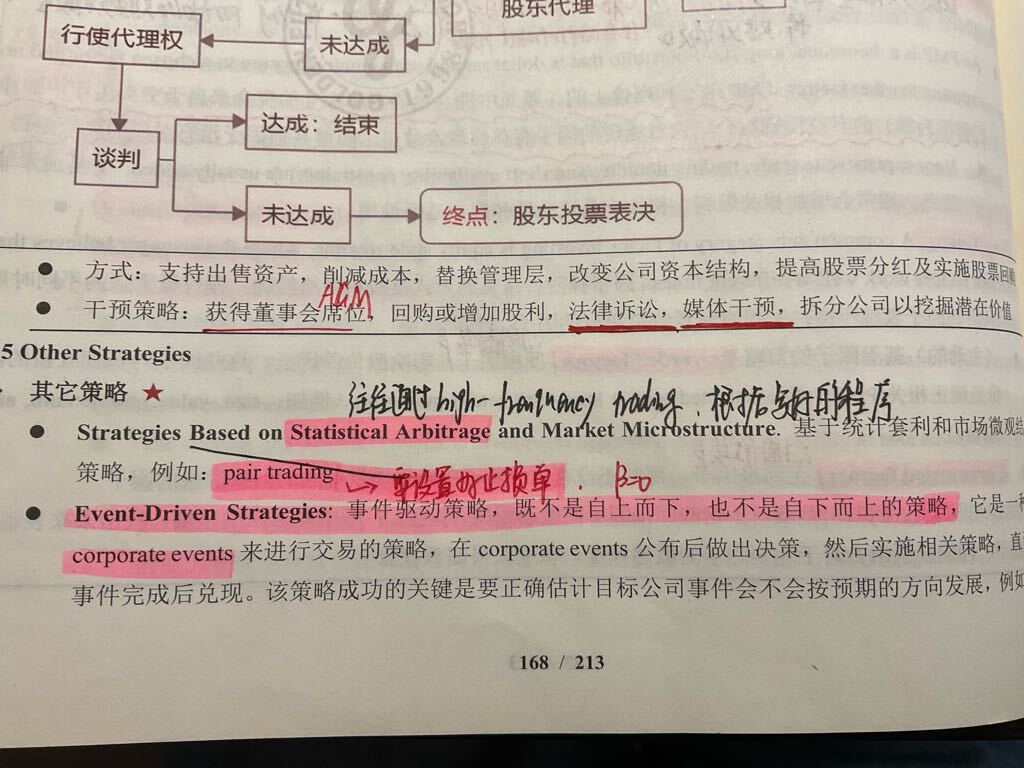 股东代理
行使代理权
未达成
达成：结束
谈判
未达成
终点：股东投票表决
● 方式：支持出售资产，削减成本，替换管理层，改变公司资本结构，提高股票分红及实施股票回购
AGM
● 干预策略：获得董事会席位，回购或增加股利，法律诉讼，媒体干预，拆分公司以挖掘潜在价值
5 Other Strategies
其它策略 ★
往往通过high-frenquency trading，根据 的程序
● Strategies Based on Statistical Arbitrage and Market Microstructure. 基于统计套利和市场微观结
策略，例如：pair trading
→ 要设置好止损单， β=0
● Event-Driven Strategies: 事件驱动策略，既不是自上而下，也不是自下而上的策略，它是一种
corporate events 来进行交易的策略，在 corporate events 公布后做出决策，然后实施相关策略，直
事件完成后兑现。该策略成功的关键是要正确估计目标公司事件会不会按预期的方向发展，例如
168 / 213